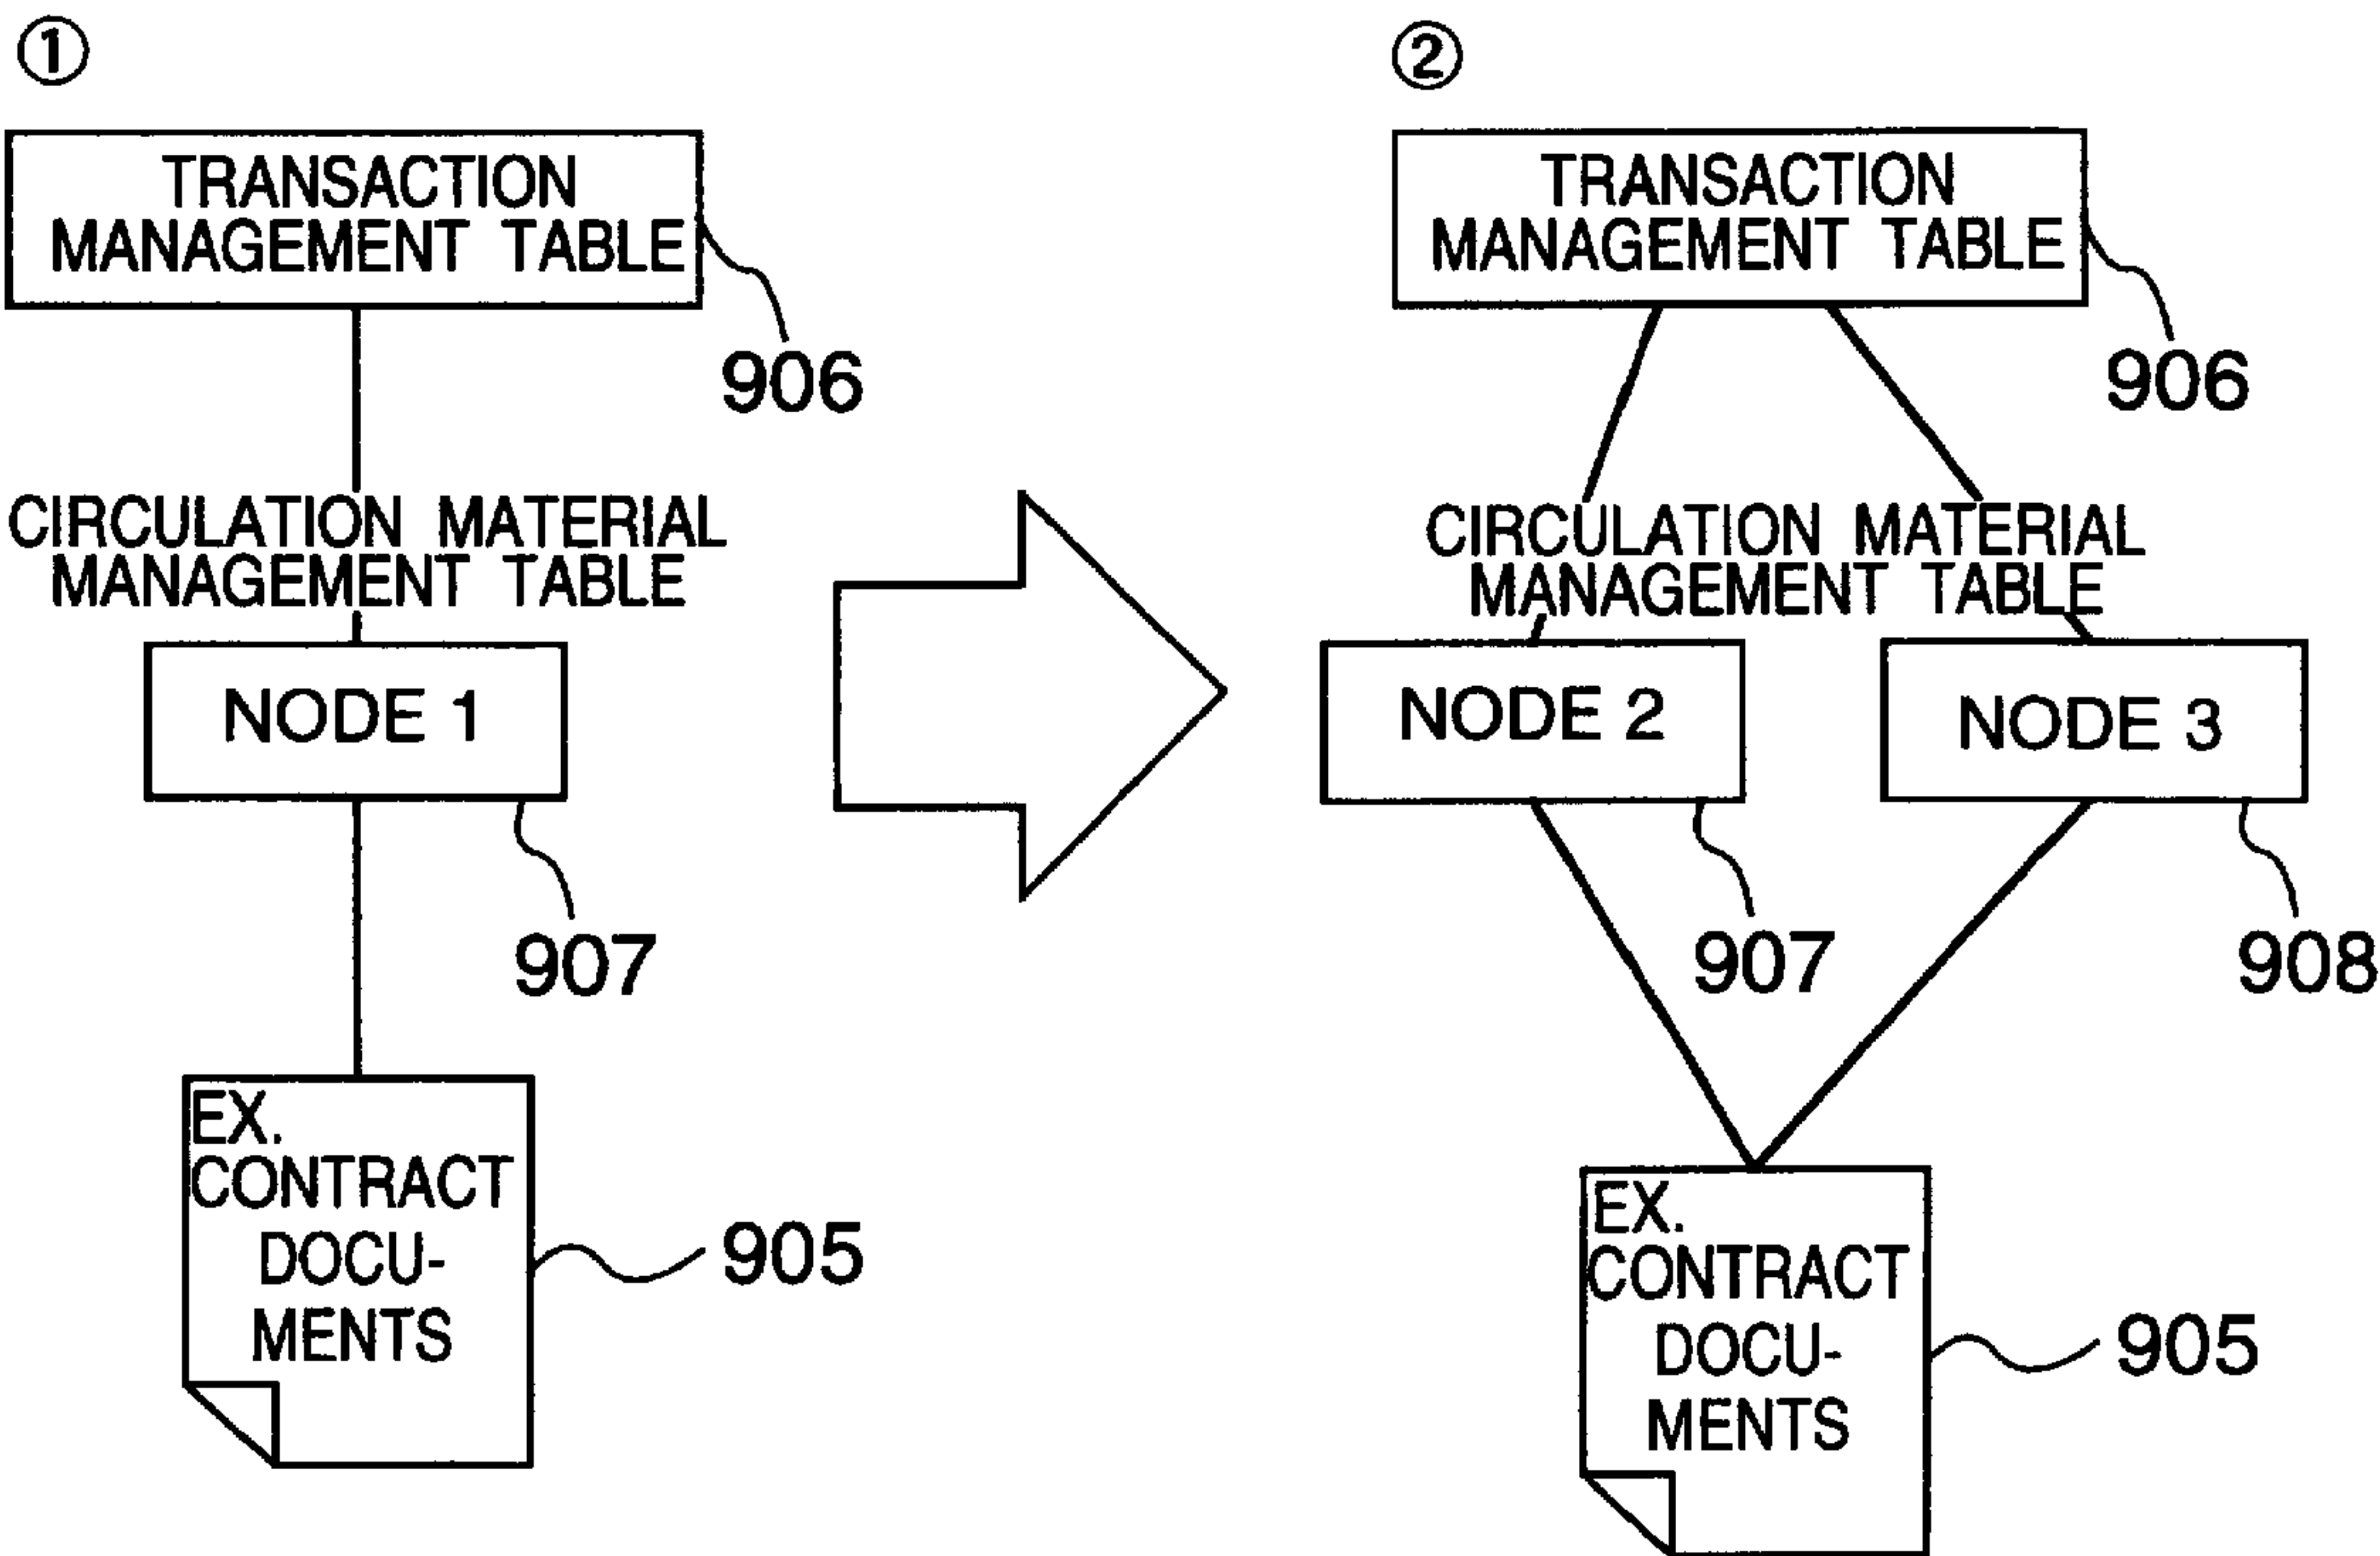 ①
TRANSACTION
MANAGEMENT TABLE
906
CIRCULATION MATERIAL
MANAGEMENT TABLE
NODE 1
907
EX.
CONTRACT
DOCU-
MENTS
905
②
TRANSACTION
MANAGEMENT TABLE
906
CIRCULATION MATERIAL
MANAGEMENT TABLE
NODE 2
NODE 3
907
908
EX.
CONTRACT
DOCU-
MENTS
905